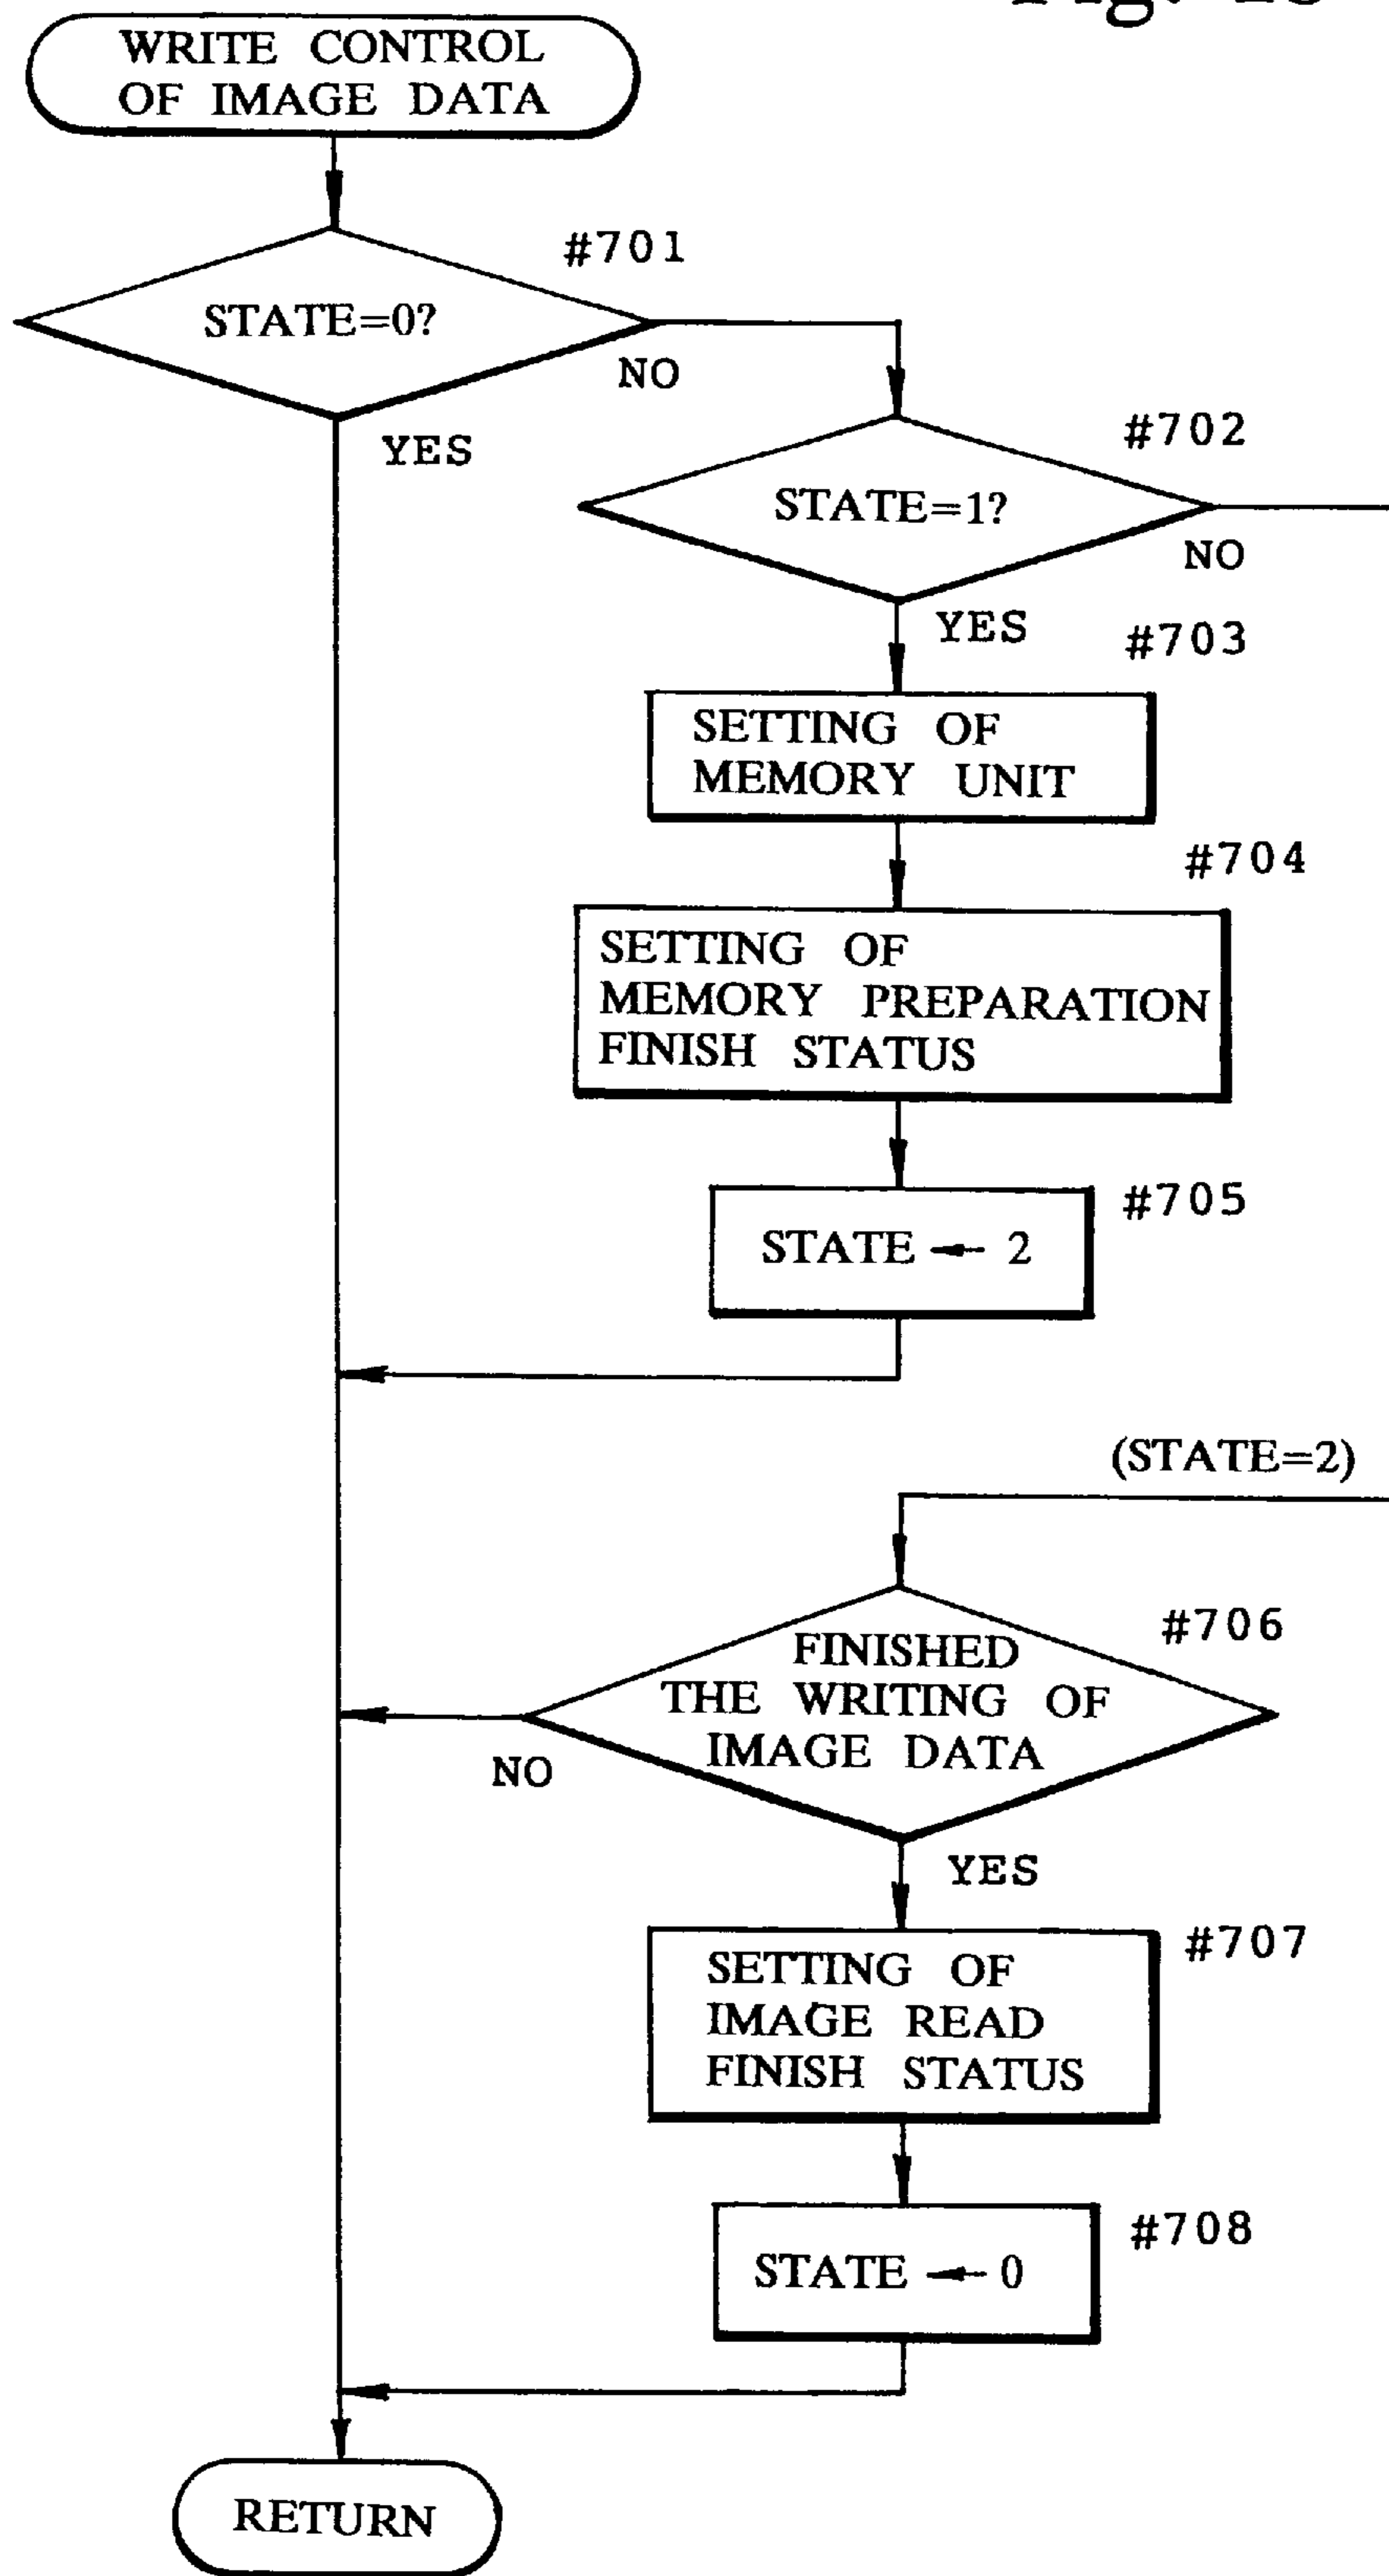 WRITE CONTROL
OF IMAGE DATA
#701
STATE=0?
NO
YES
#702
STATE=1?
NO
YES
#703
SETTING OF
MEMORY UNIT
#704
SETTING OF
MEMORY PREPARATION
FINISH STATUS
#705
STATE ← 2
(STATE=2)
#706
FINISHED
THE WRITING OF
IMAGE DATA
NO
YES
#707
SETTING OF
IMAGE READ
FINISH STATUS
#708
STATE ← 0
RETURN